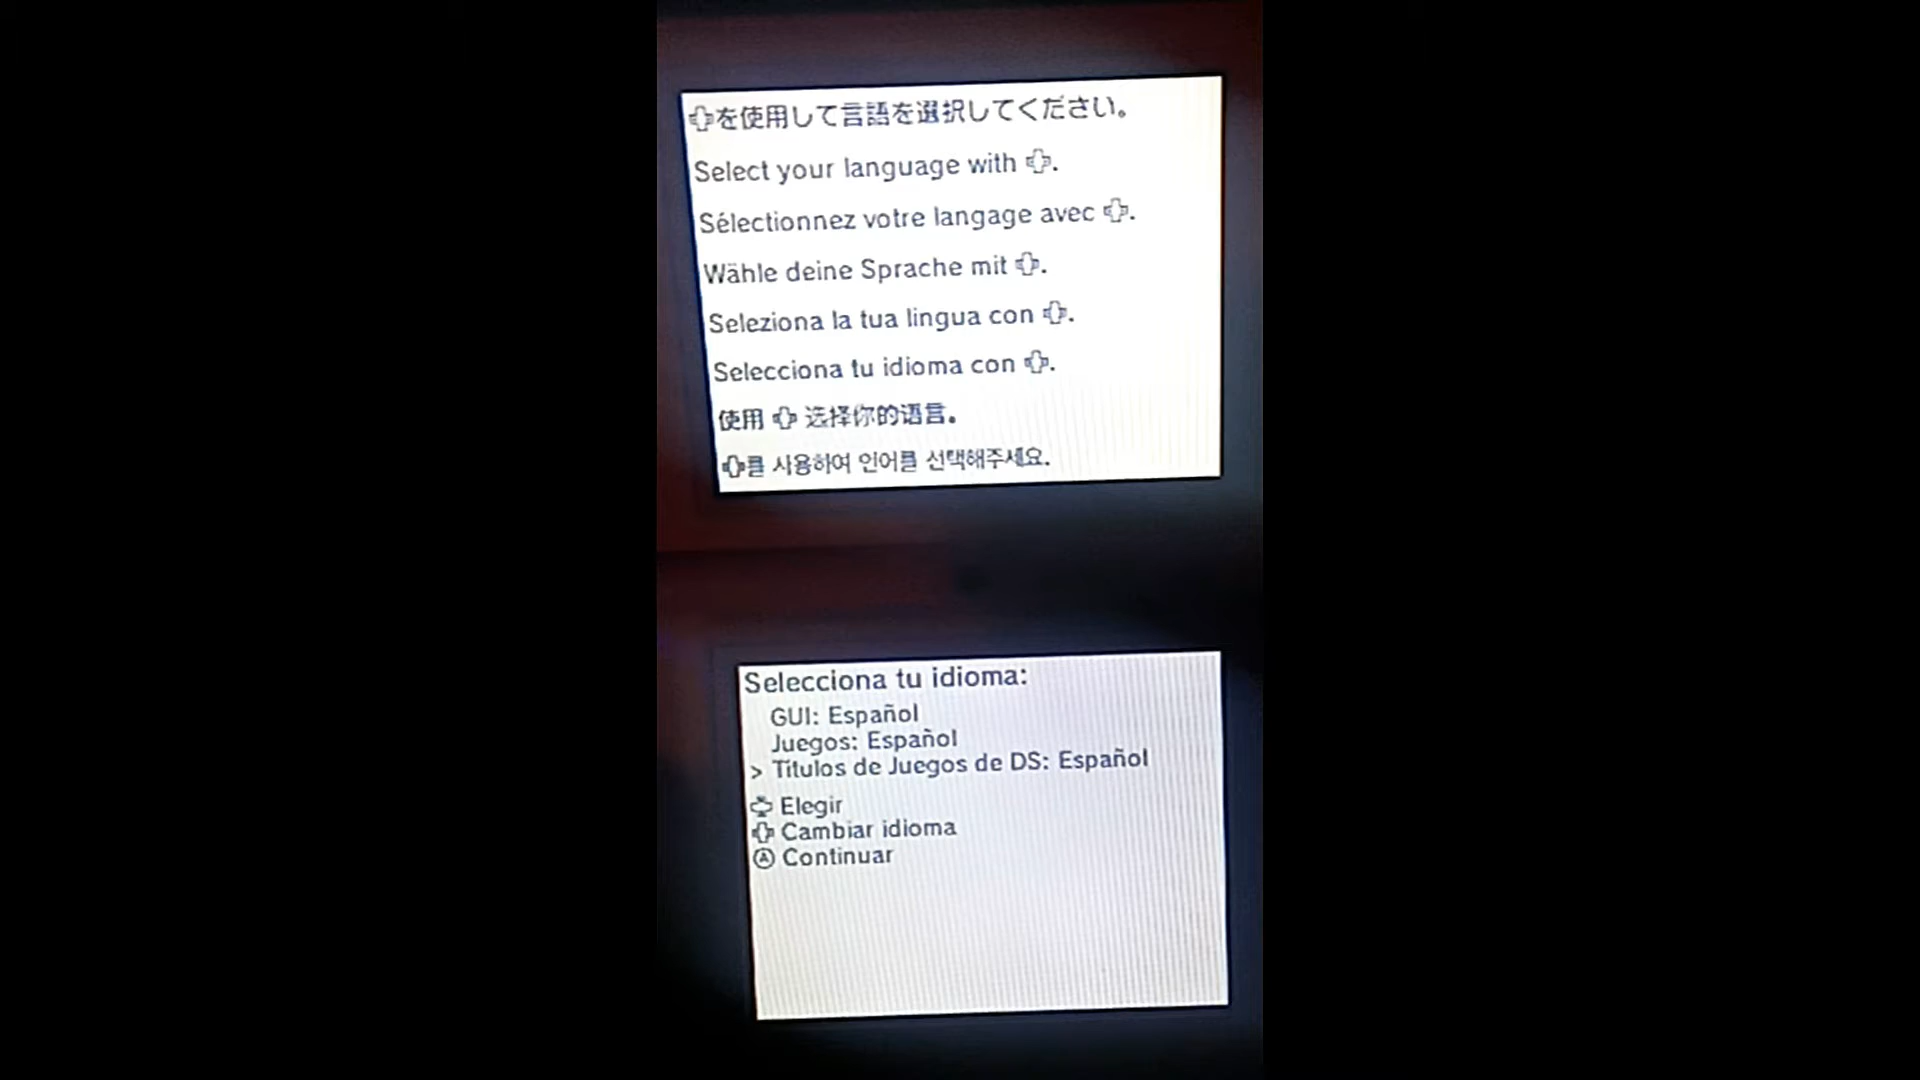 を使用して言語を選択してください。
Select your language with .
Sélectionnez votre langage avec .
Wähle deine Sprache mit .
Seleziona la tua lingua con .
Selecciona tu idioma con .
使用 选择你的语言。
를 사용하여 언어를 선택해주세요.
Selecciona tu idioma:
GUI: Español
Juegos: Español
> Títulos de Juegos de DS: Español
Elegir
Cambiar idioma
Ⓐ Continuar